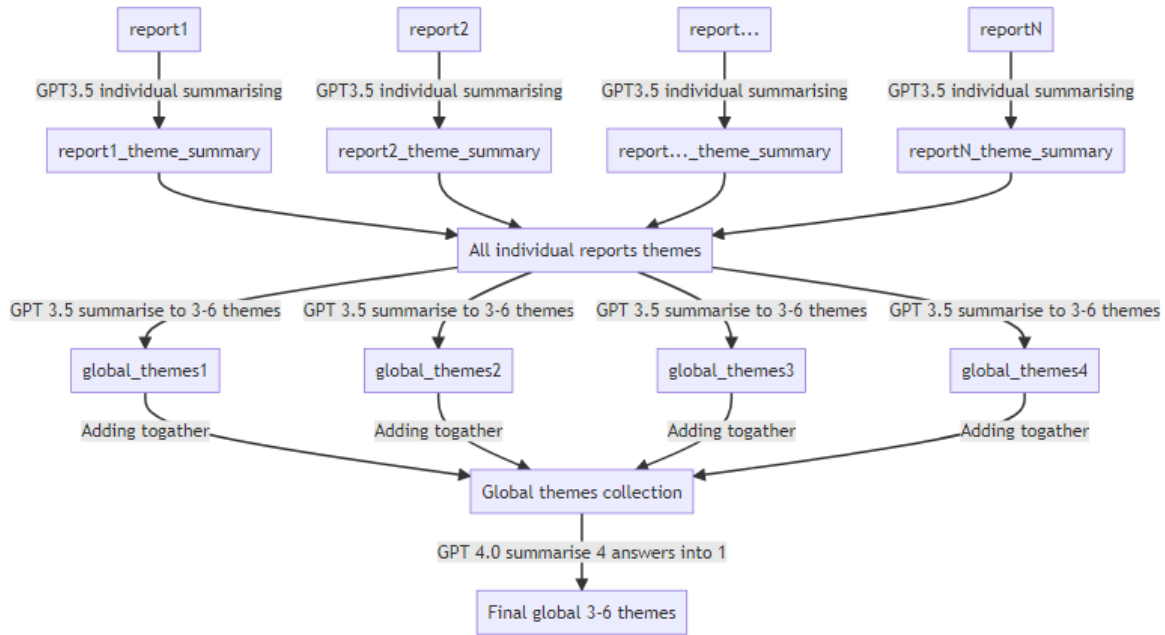 report1
report2
report...
reportN
GPT3.5 individual summarising
GPT3.5 individual summarising
GPT3.5 individual summarising
GPT3.5 individual summarising
report1_theme_summary
report2_theme_summary
report..._theme_summary
reportN_theme_summary
All individual reports themes
GPT 3.5 summarise to 3-6 themes
GPT 3.5 summarise to 3-6 themes
GPT 3.5 summarise to 3-6 themes
GPT 3.5 summarise to 3-6 themes
global_themes1
global_themes2
global_themes3
global_themes4
Adding togather
Adding togather
Adding togather
Adding togather
Global themes collection
GPT 4.0 summarise 4 answers into 1
Final global 3-6 themes